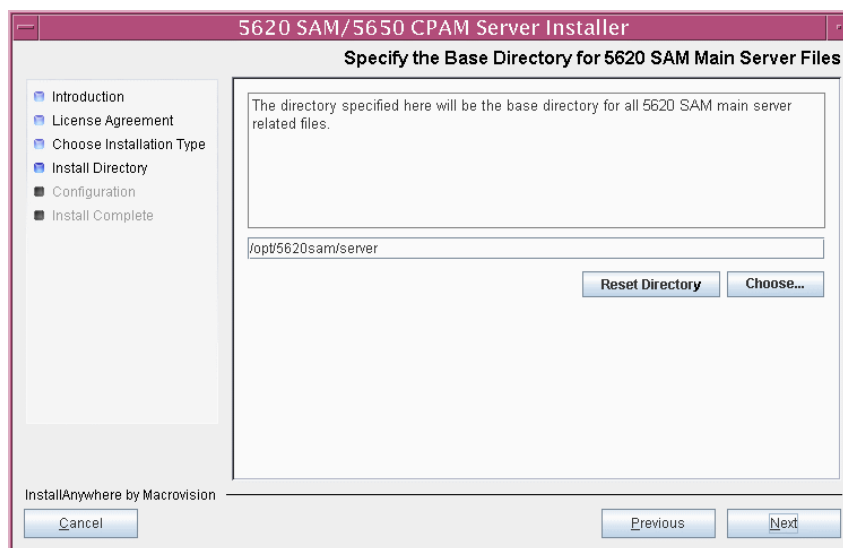 5620 SAM/5650 CPAM Server Installer
Specify the Base Directory for 5620 SAM Main Server Files
Introduction
License Agreement
Choose Installation Type
Install Directory
Configuration
Install Complete
The directory specified here will be the base directory for all 5620 SAM main server
related files.
/opt/5620sam/server
Reset Directory
Choose...
InstallAnywhere by Macrovision
Cancel
Previous
Next